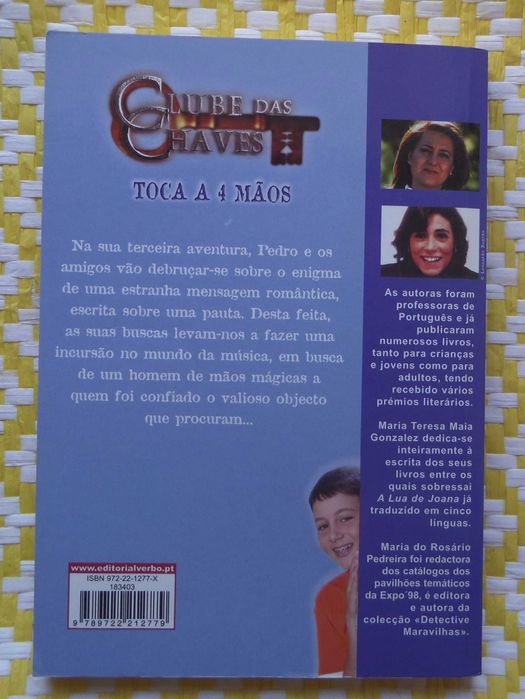 CLUBE DAS
CHAVES
TOCA A 4 MÃOS
Na sua terceira aventura, Pedro e os
amigos vão debruçar-se sobre o enigma
de uma estranha mensagem romântica,
escrita sobre uma pauta. Desta feita,
as suas buscas levam-nos a fazer uma
incursão no mundo da música, em busca
de um homem de mãos mágicas a
quem foi confiado o valioso objecto
que procuram...
www.editorialverbo.pt
ISBN 972-22-1277-X
183403
9 789722 212779
As autoras foram
professoras de
Português e já
publicaram
numerosos livros,
tanto para crianças
e jovens como para
adultos, tendo
recebido vários
prémios literários.
Maria Teresa Maia
Gonzalez dedica-se
inteiramente à
escrita dos seus
livros entre os
quais sobressai
A Lua de Joana já
traduzido em cinco
línguas.
Maria do Rosário
Pedreira foi redactora
dos catálogos dos
pavilhões temáticos
da Expo´98, é editora
e autora da
colecção «Detective
Maravilhas».